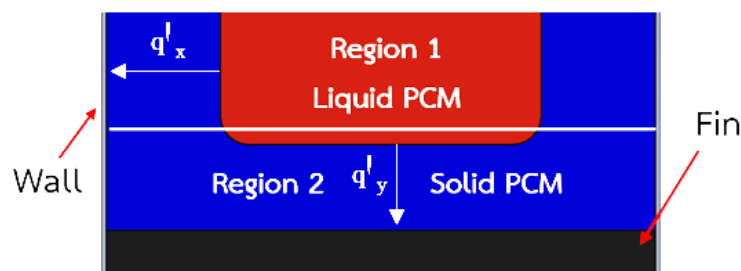 q'x
Region 1
Liquid PCM
Fin
Wall
Region 2
q'y
Solid PCM